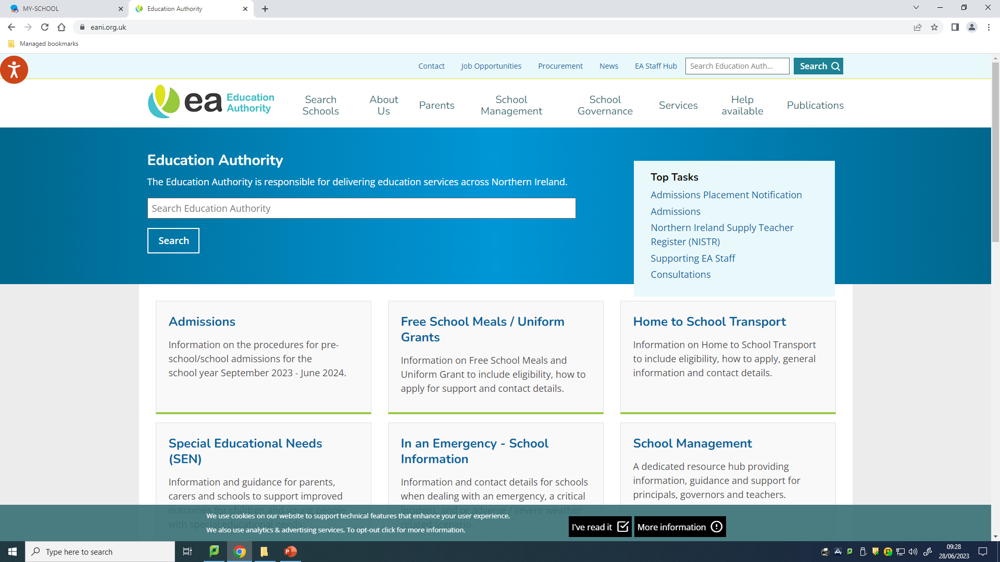 MY-SCHOOL
Education Authority
eani.org.uk
Managed bookmarks
Contact
Job Opportunities
Procurement
News
EA Staff Hub
Search Education Auth...
Search
ea Education
Authority
Search
Schools
About
Us
Parents
School
Management
School
Governance
Services
Help
available
Publications
Education Authority
The Education Authority is responsible for delivering education services across Northern Ireland.
Search Education Authority
Search
Top Tasks
Admissions Placement Notification
Admissions
Northern Ireland Supply Teacher
Register (NISTR)
Supporting EA Staff
Consultations
Admissions
Information on the procedures for pre-
school/school admissions for the
school year September 2023 - June 2024.
Free School Meals / Uniform
Grants
Information on Free School Meals and
Uniform Grant to include eligibility, how to
apply for support and contact details.
Home to School Transport
Information on Home to School Transport
to include eligibility, how to apply, general
information and contact details.
Special Educational Needs
(SEN)
Information and guidance for parents,
carers and schools to support improved
outcomes for children and young people
with special educational needs.
In an Emergency - School
Information
Information and contact details for schools
when dealing with an emergency, a critical
incident, and or adverse / severe weather
related scenario.
School Management
A dedicated resource hub providing
information, guidance and support for
principals, governors and teachers.
We use cookies on our website to support technical features that enhance your user experience.
We also use analytics & advertising services. To opt-out click for more information.
I've read it
More information
Type here to search
09:28
28/06/2023